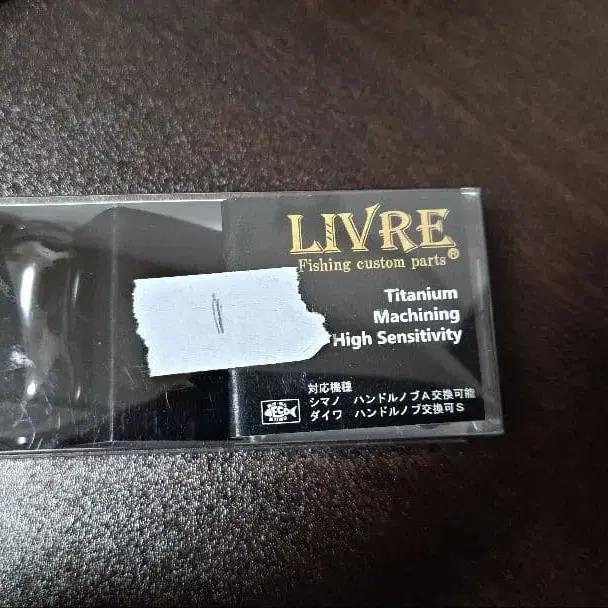 LIVRE
Fishing custom parts®
Titanium
Machining
High Sensitivity
対応機種
シマノ ハンドルノブA交換可能
ダイワ ハンドルノブ交換可S